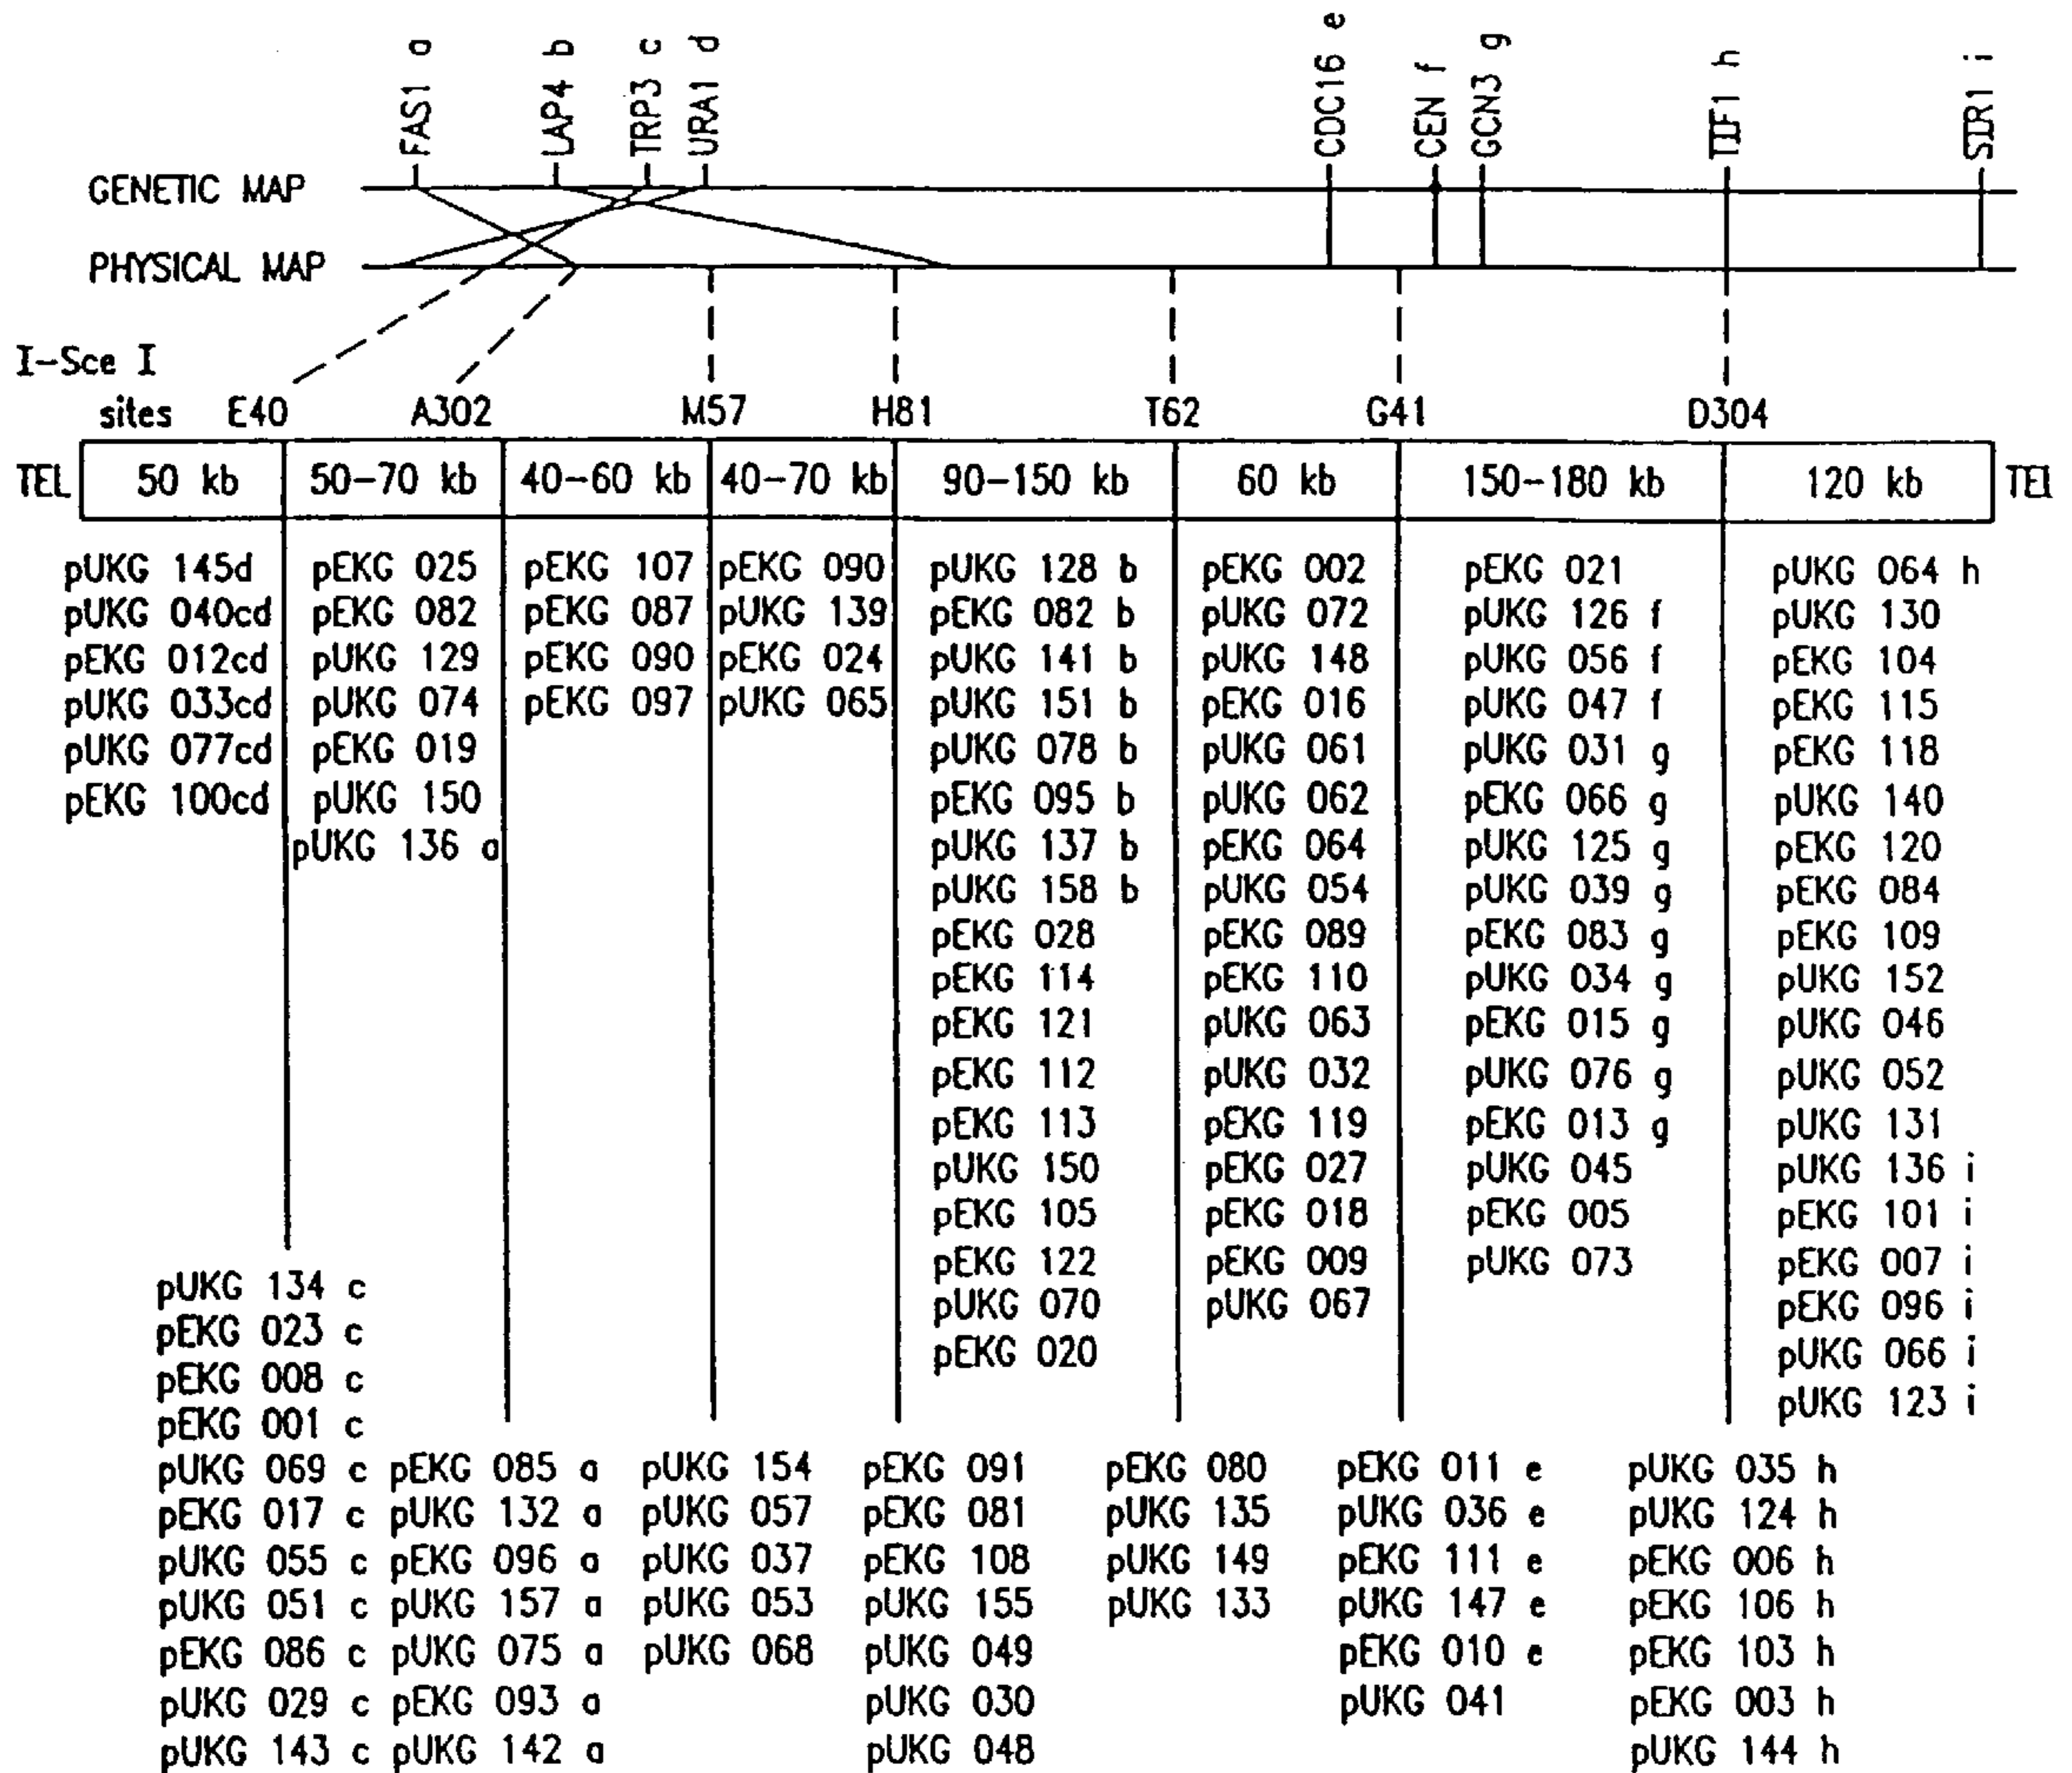 FAS1 a LAP4 b TRP3 c URA1 d CDC16 e CEN f GCN3 g TIF1 h SIR1 i
GENETIC MAP
PHYSICAL MAP
I-Sce I
sites E40 A302 M57 H81 T62 G41 D304
TEL 50 kb 50-70 kb 40-60 kb 40-70 kb 90-150 kb 60 kb 150-180 kb 120 kb TEL
pUKG 145d pEKG 025 pEKG 107 pEKG 090 pUKG 128 b pEKG 002 pEKG 021 pUKG 064 h
pUKG 040cd pEKG 082 pEKG 087 pUKG 139 pEKG 082 b pUKG 072 pUKG 126 f pUKG 130
pEKG 012cd pUKG 129 pEKG 090 pEKG 024 pUKG 141 b pUKG 148 pUKG 056 f pEKG 104
pUKG 033cd pUKG 074 pEKG 097 pUKG 065 pUKG 151 b pEKG 016 pUKG 047 f pEKG 115
pUKG 077cd pEKG 019 pUKG 078 b pUKG 061 pUKG 031 g pEKG 118
pEKG 100cd pUKG 150 pEKG 095 b pUKG 062 pEKG 066 g pUKG 140
pUKG 136 a pUKG 137 b pEKG 064 pUKG 125 g pEKG 120
pUKG 158 b pUKG 054 pUKG 039 g pEKG 084
pEKG 028 pEKG 089 pEKG 083 g pEKG 109
pEKG 114 pEKG 110 pUKG 034 g pUKG 152
pEKG 121 pUKG 063 pEKG 015 g pUKG 046
pEKG 112 pUKG 032 pUKG 076 g pUKG 052
pEKG 113 pEKG 119 pEKG 013 g pUKG 131
pUKG 150 pEKG 027 pUKG 045 pUKG 136 i
pEKG 105 pEKG 018 pEKG 005 pEKG 101 i
pEKG 122 pEKG 009 pUKG 073 pEKG 007 i
pUKG 134 c pUKG 070 pUKG 067 pEKG 096 i
pEKG 023 c pEKG 020 pUKG 066 i
pEKG 008 c pUKG 123 i
pEKG 001 c
pUKG 069 c pEKG 085 a pUKG 154 pEKG 091 pEKG 080 pEKG 011 e pUKG 035 h
pEKG 017 c pUKG 132 a pUKG 057 pEKG 081 pUKG 135 pUKG 036 e pUKG 124 h
pUKG 055 c pEKG 096 a pUKG 037 pEKG 108 pUKG 149 pEKG 111 e pEKG 006 h
pUKG 051 c pUKG 157 a pUKG 053 pUKG 155 pUKG 133 pUKG 147 e pEKG 106 h
pEKG 086 c pUKG 075 a pUKG 068 pUKG 049 pEKG 010 e pEKG 103 h
pUKG 029 c pEKG 093 a pUKG 030 pUKG 041 pEKG 003 h
pUKG 143 c pUKG 142 a pUKG 048 pUKG 144 h